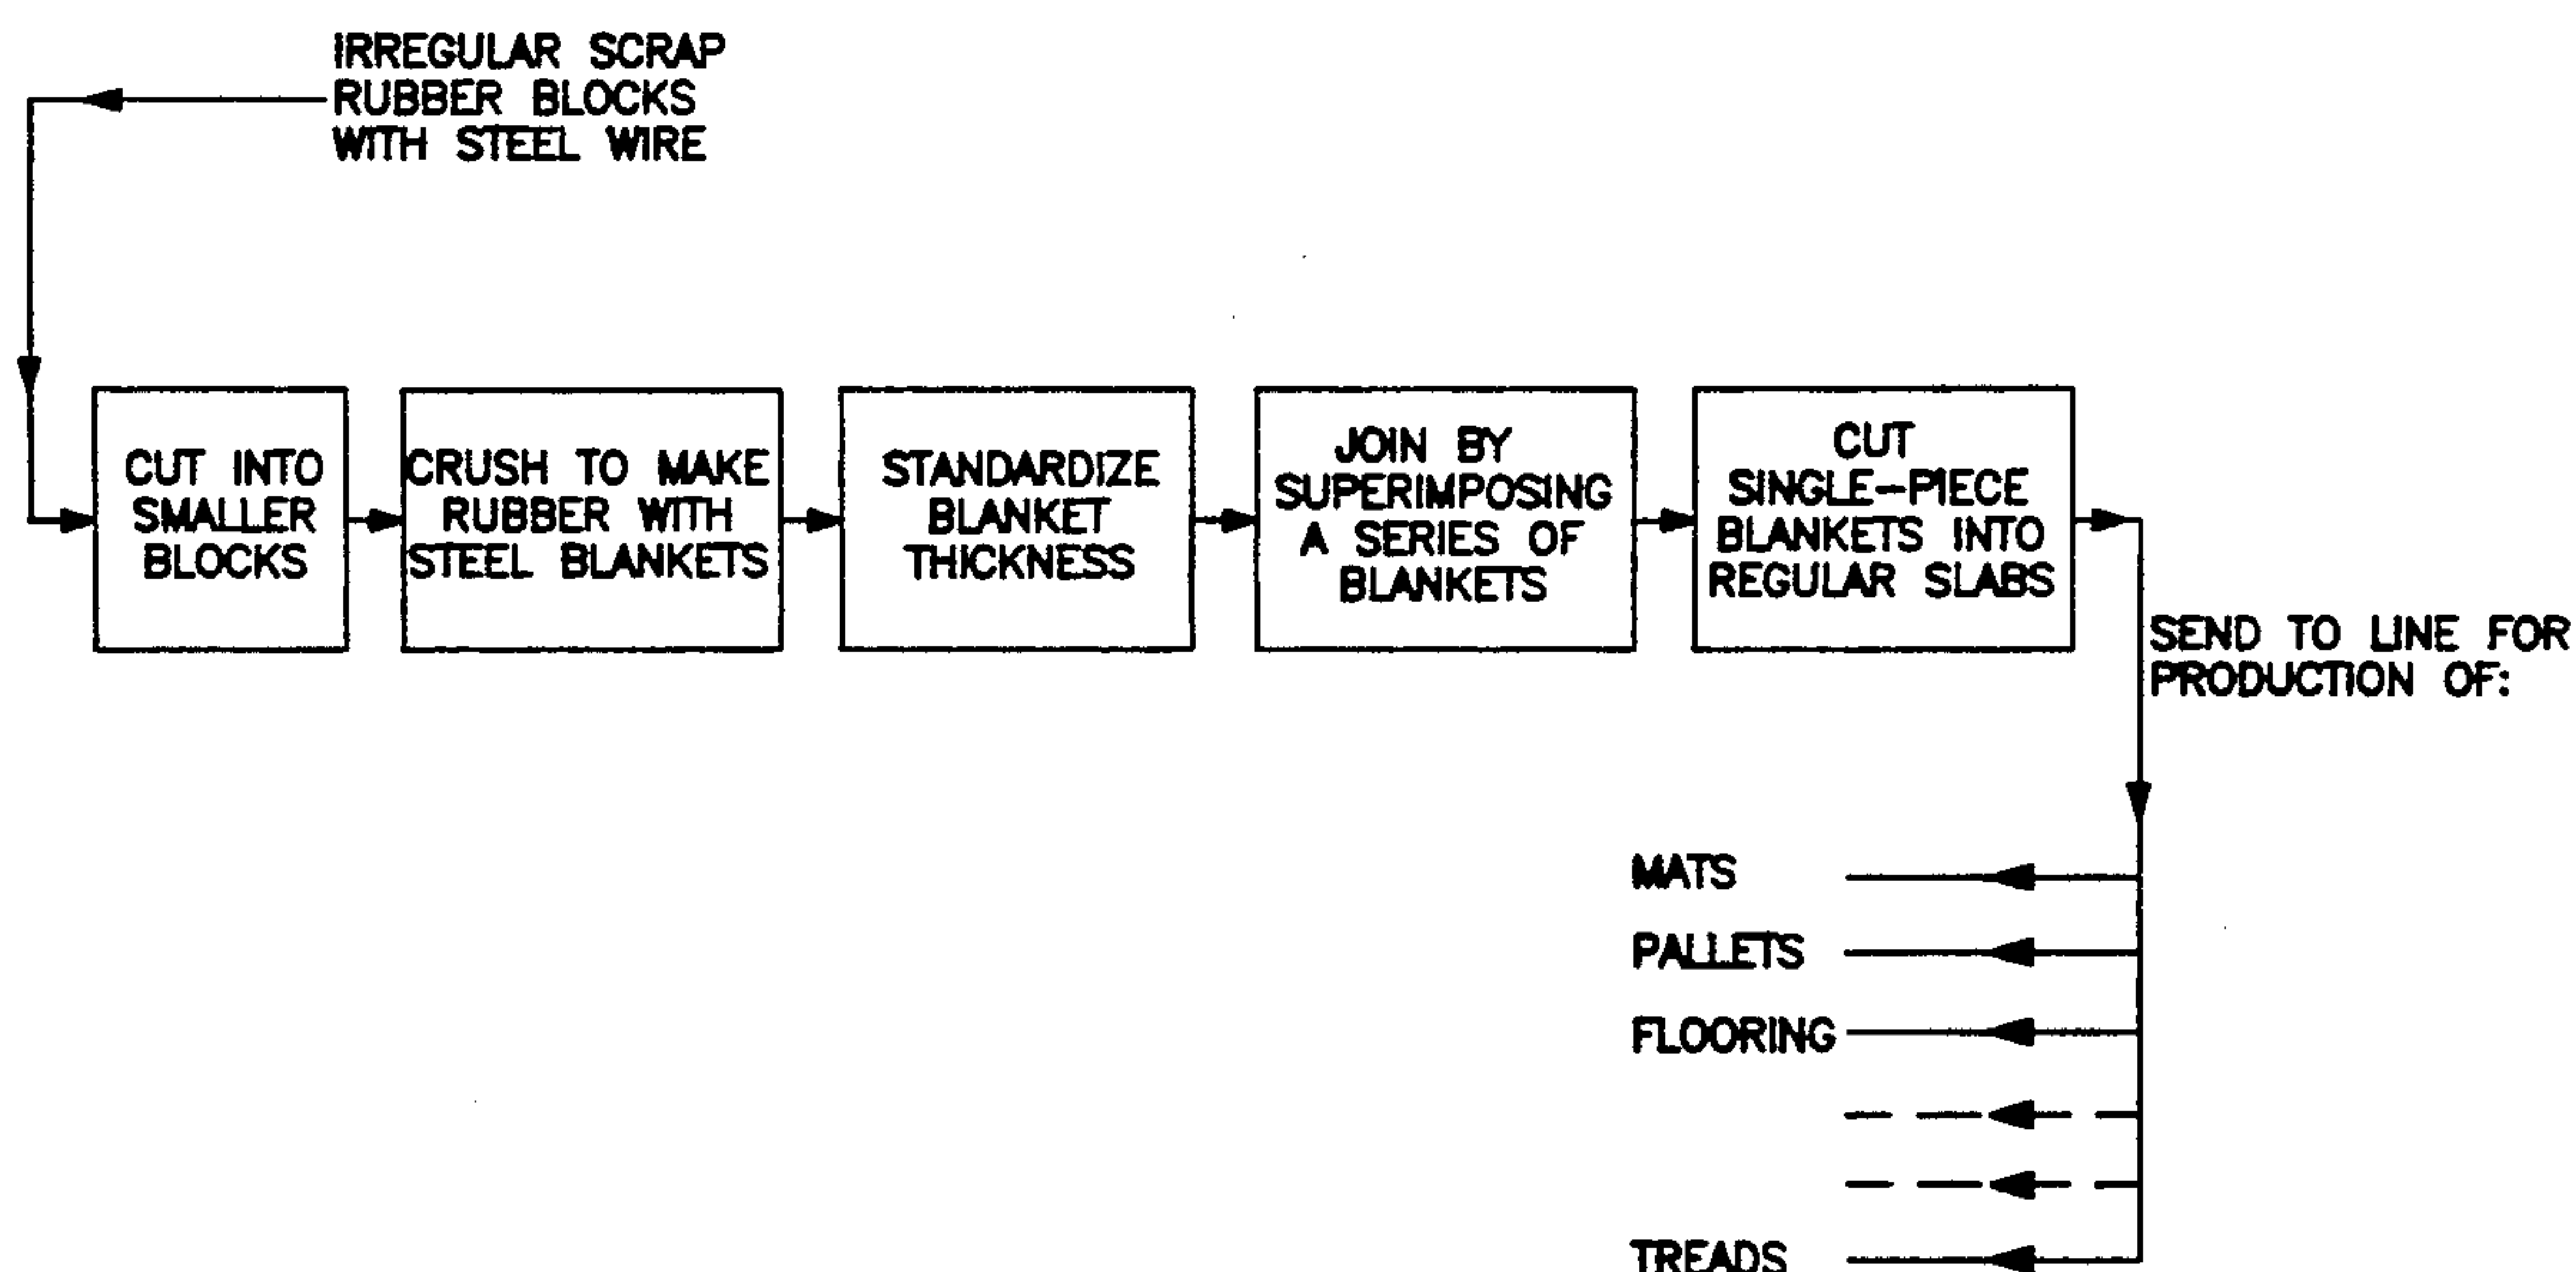 IRREGULAR SCRAP
RUBBER BLOCKS
WITH STEEL WIRE
CUT INTO
SMALLER
BLOCKS
CRUSH TO MAKE
RUBBER WITH
STEEL BLANKETS
STANDARDIZE
BLANKET
THICKNESS
JOIN BY
SUPERIMPOSING
A SERIES OF
BLANKETS
CUT
SINGLE-PIECE
BLANKETS INTO
REGULAR SLABS
SEND TO LINE FOR
PRODUCTION OF:
MATS
PALLETS
FLOORING
TREADS